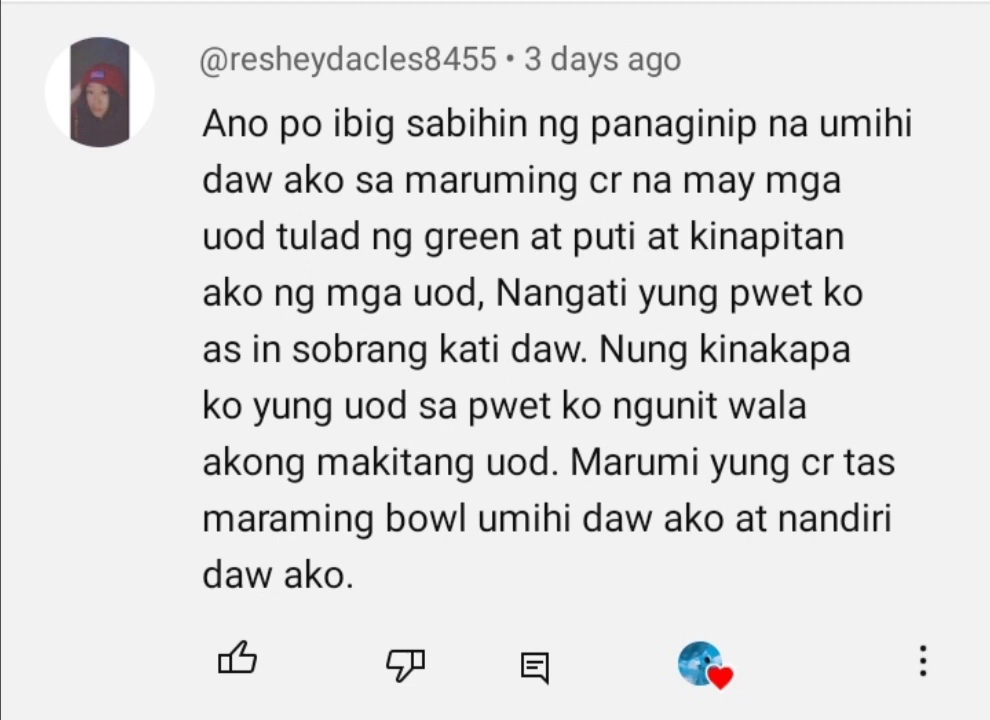 @resheydacles8455 • 3 days ago
Ano po ibig sabihin ng panaginip na umihi
daw ako sa maruming cr na may mga
uod tulad ng green at puti at kinapitan
ako ng mga uod, Nangati yung pwet ko
as in sobrang kati daw. Nung kinakapa
ko yung uod sa pwet ko ngunit wala
akong makitang uod. Marumi yung cr tas
maraming bowl umihi daw ako at nandiri
daw ako.